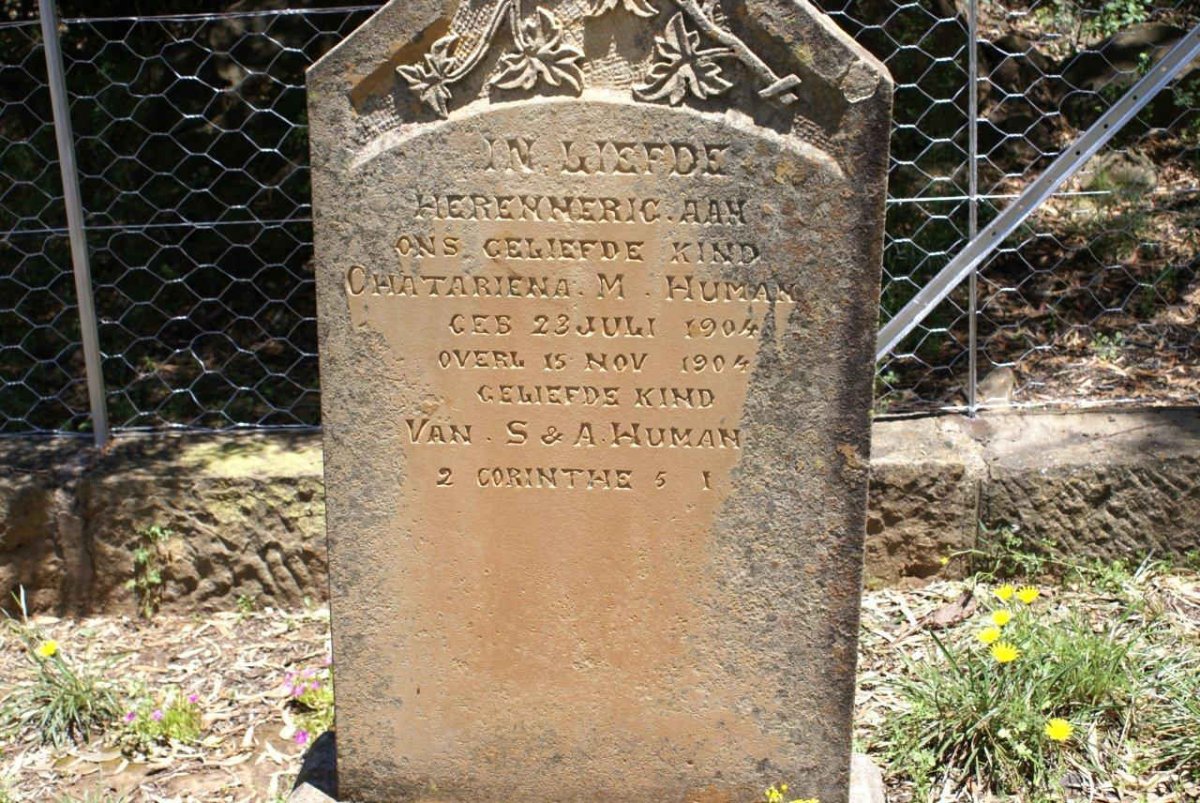 IN LIEFDE
HERENNERIG. AAN
ONS GELIEFDE KIND
CHATARIENA. M. HUMAN
GEB 23 JULI 1904
OVERL 15 NOV 1904
GELIEFDE KIND
VAN. S & A. HUMAN
2 CORINTHE 5 1